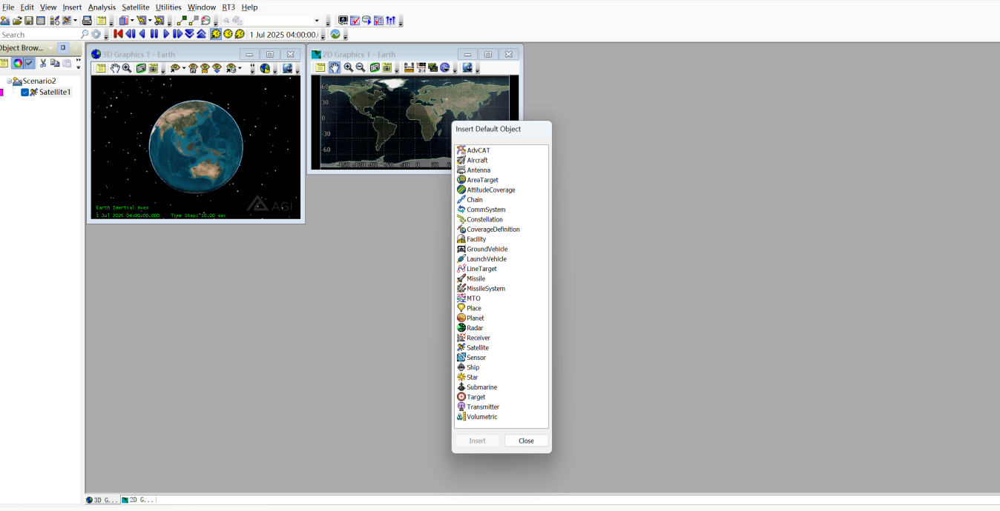 File Edit View Insert Analysis Satellite Utilities Window RT3 Help
Search
1 Jul 2025 04:00:00.
Object Brow...
Scenario2
Satellite1
3D Graphics 1 - Earth
Earth Inertial Axes
1 Jul 2025 04:00:00.000 Time Step: 10.00 sec
AGI
2D Graphics 1 - Earth
60
30
0
-30
-60
-150 -120 -90 -60 -30 0 30 60
Insert Default Object
AdvCAT
Aircraft
Antenna
AreaTarget
AttitudeCoverage
Chain
CommSystem
Constellation
CoverageDefinition
Facility
GroundVehicle
LaunchVehicle
LineTarget
Missile
MissileSystem
MTO
Place
Planet
Radar
Receiver
Satellite
Sensor
Ship
Star
Submarine
Target
Transmitter
Volumetric
Insert Close
3D G... 2D G...